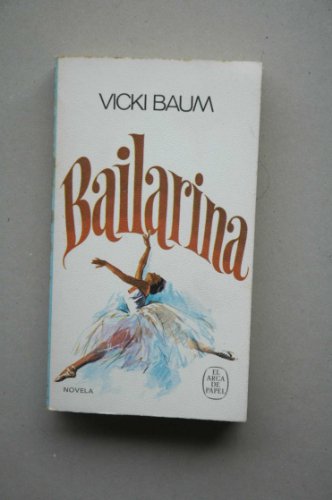 VICKI BAUM
Bailarina
NOVELA
EL
ARCA
DE
PAPEL